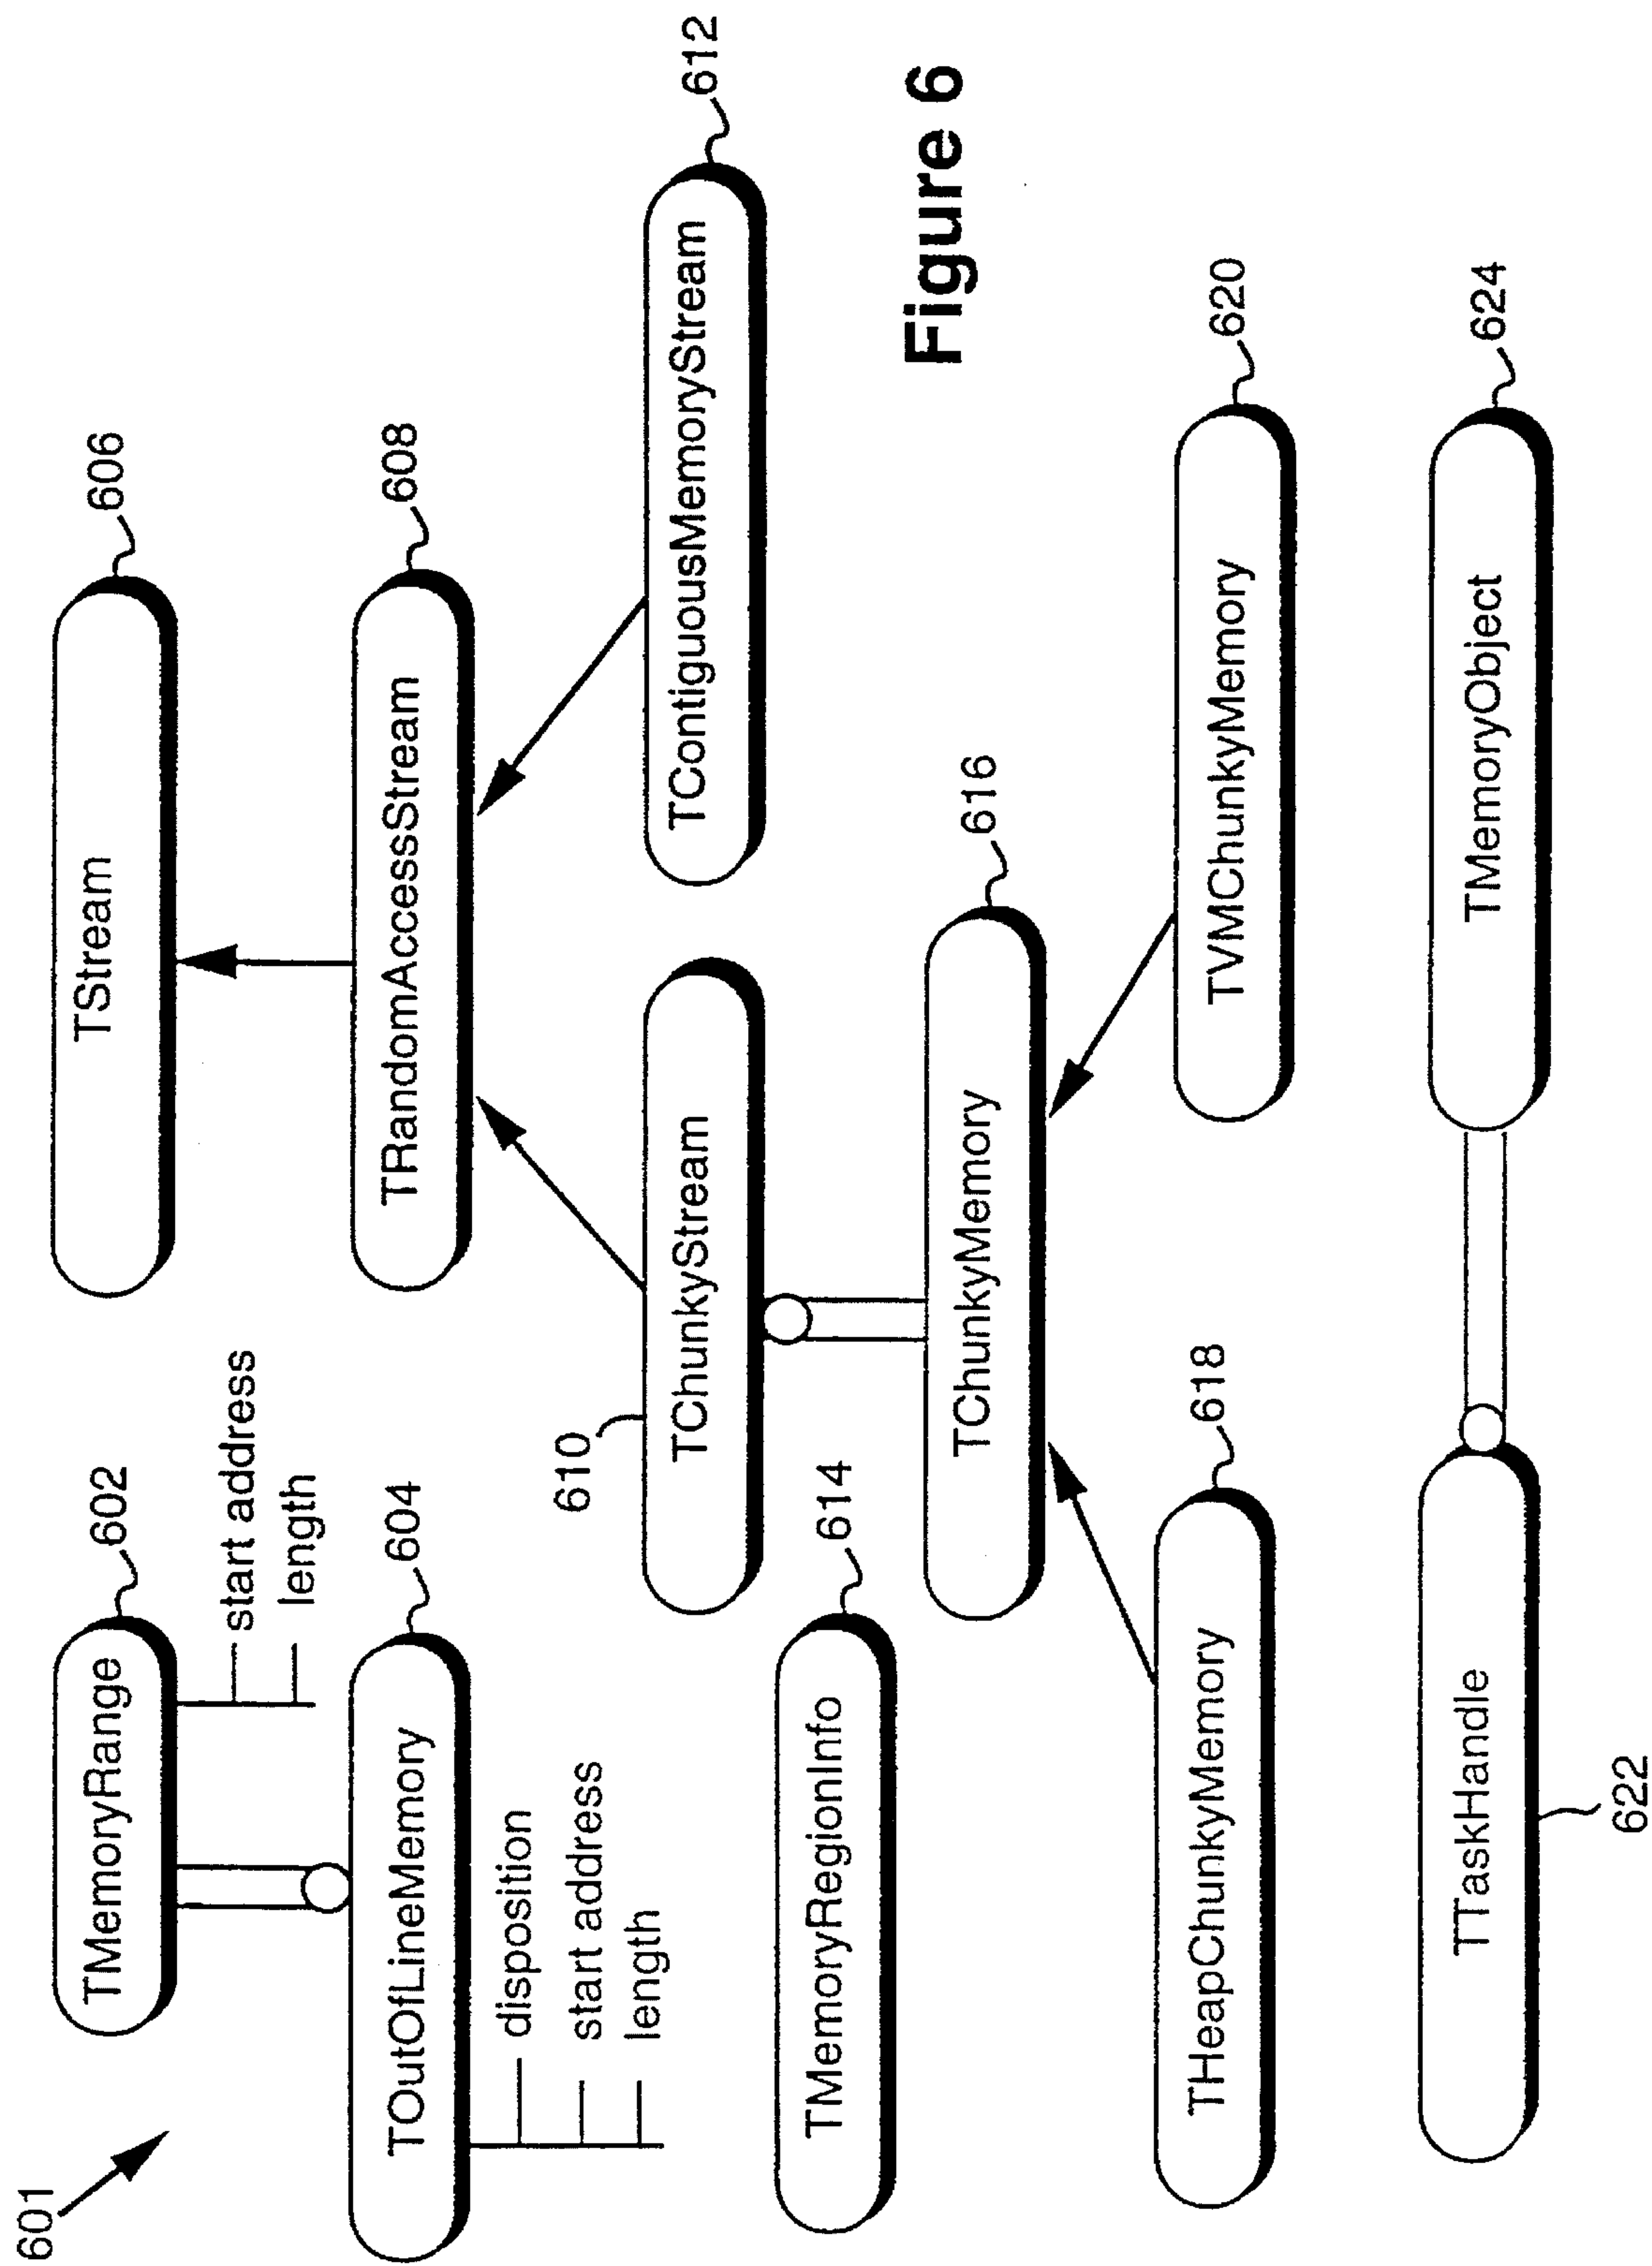 601
TMemoryRange
602
start address
length
TStream
606
TOutOfLineMemory
604
disposition
start address
length
TRandomAccessStream
608
610
TChunkyStream
TContiguousMemoryStream
612
TMemoryRegionInfo
614
TChunkyMemory
616
Figure 6
THeapChunkyMemory
618
TVMChunkyMemory
620
TTaskHandle
622
TMemoryObject
624